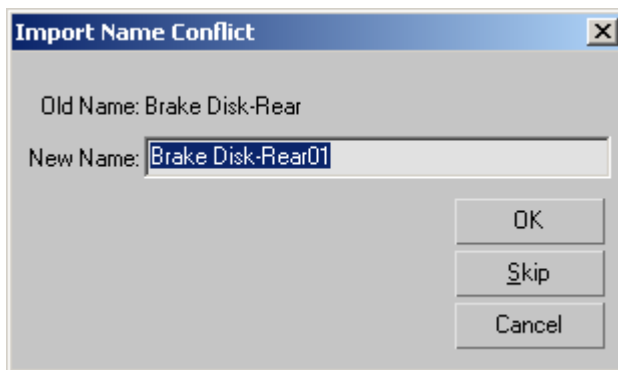 Import Name Conflict
Old Name: Brake Disk-Rear
New Name: Brake Disk-Rear01
OK
Skip
Cancel